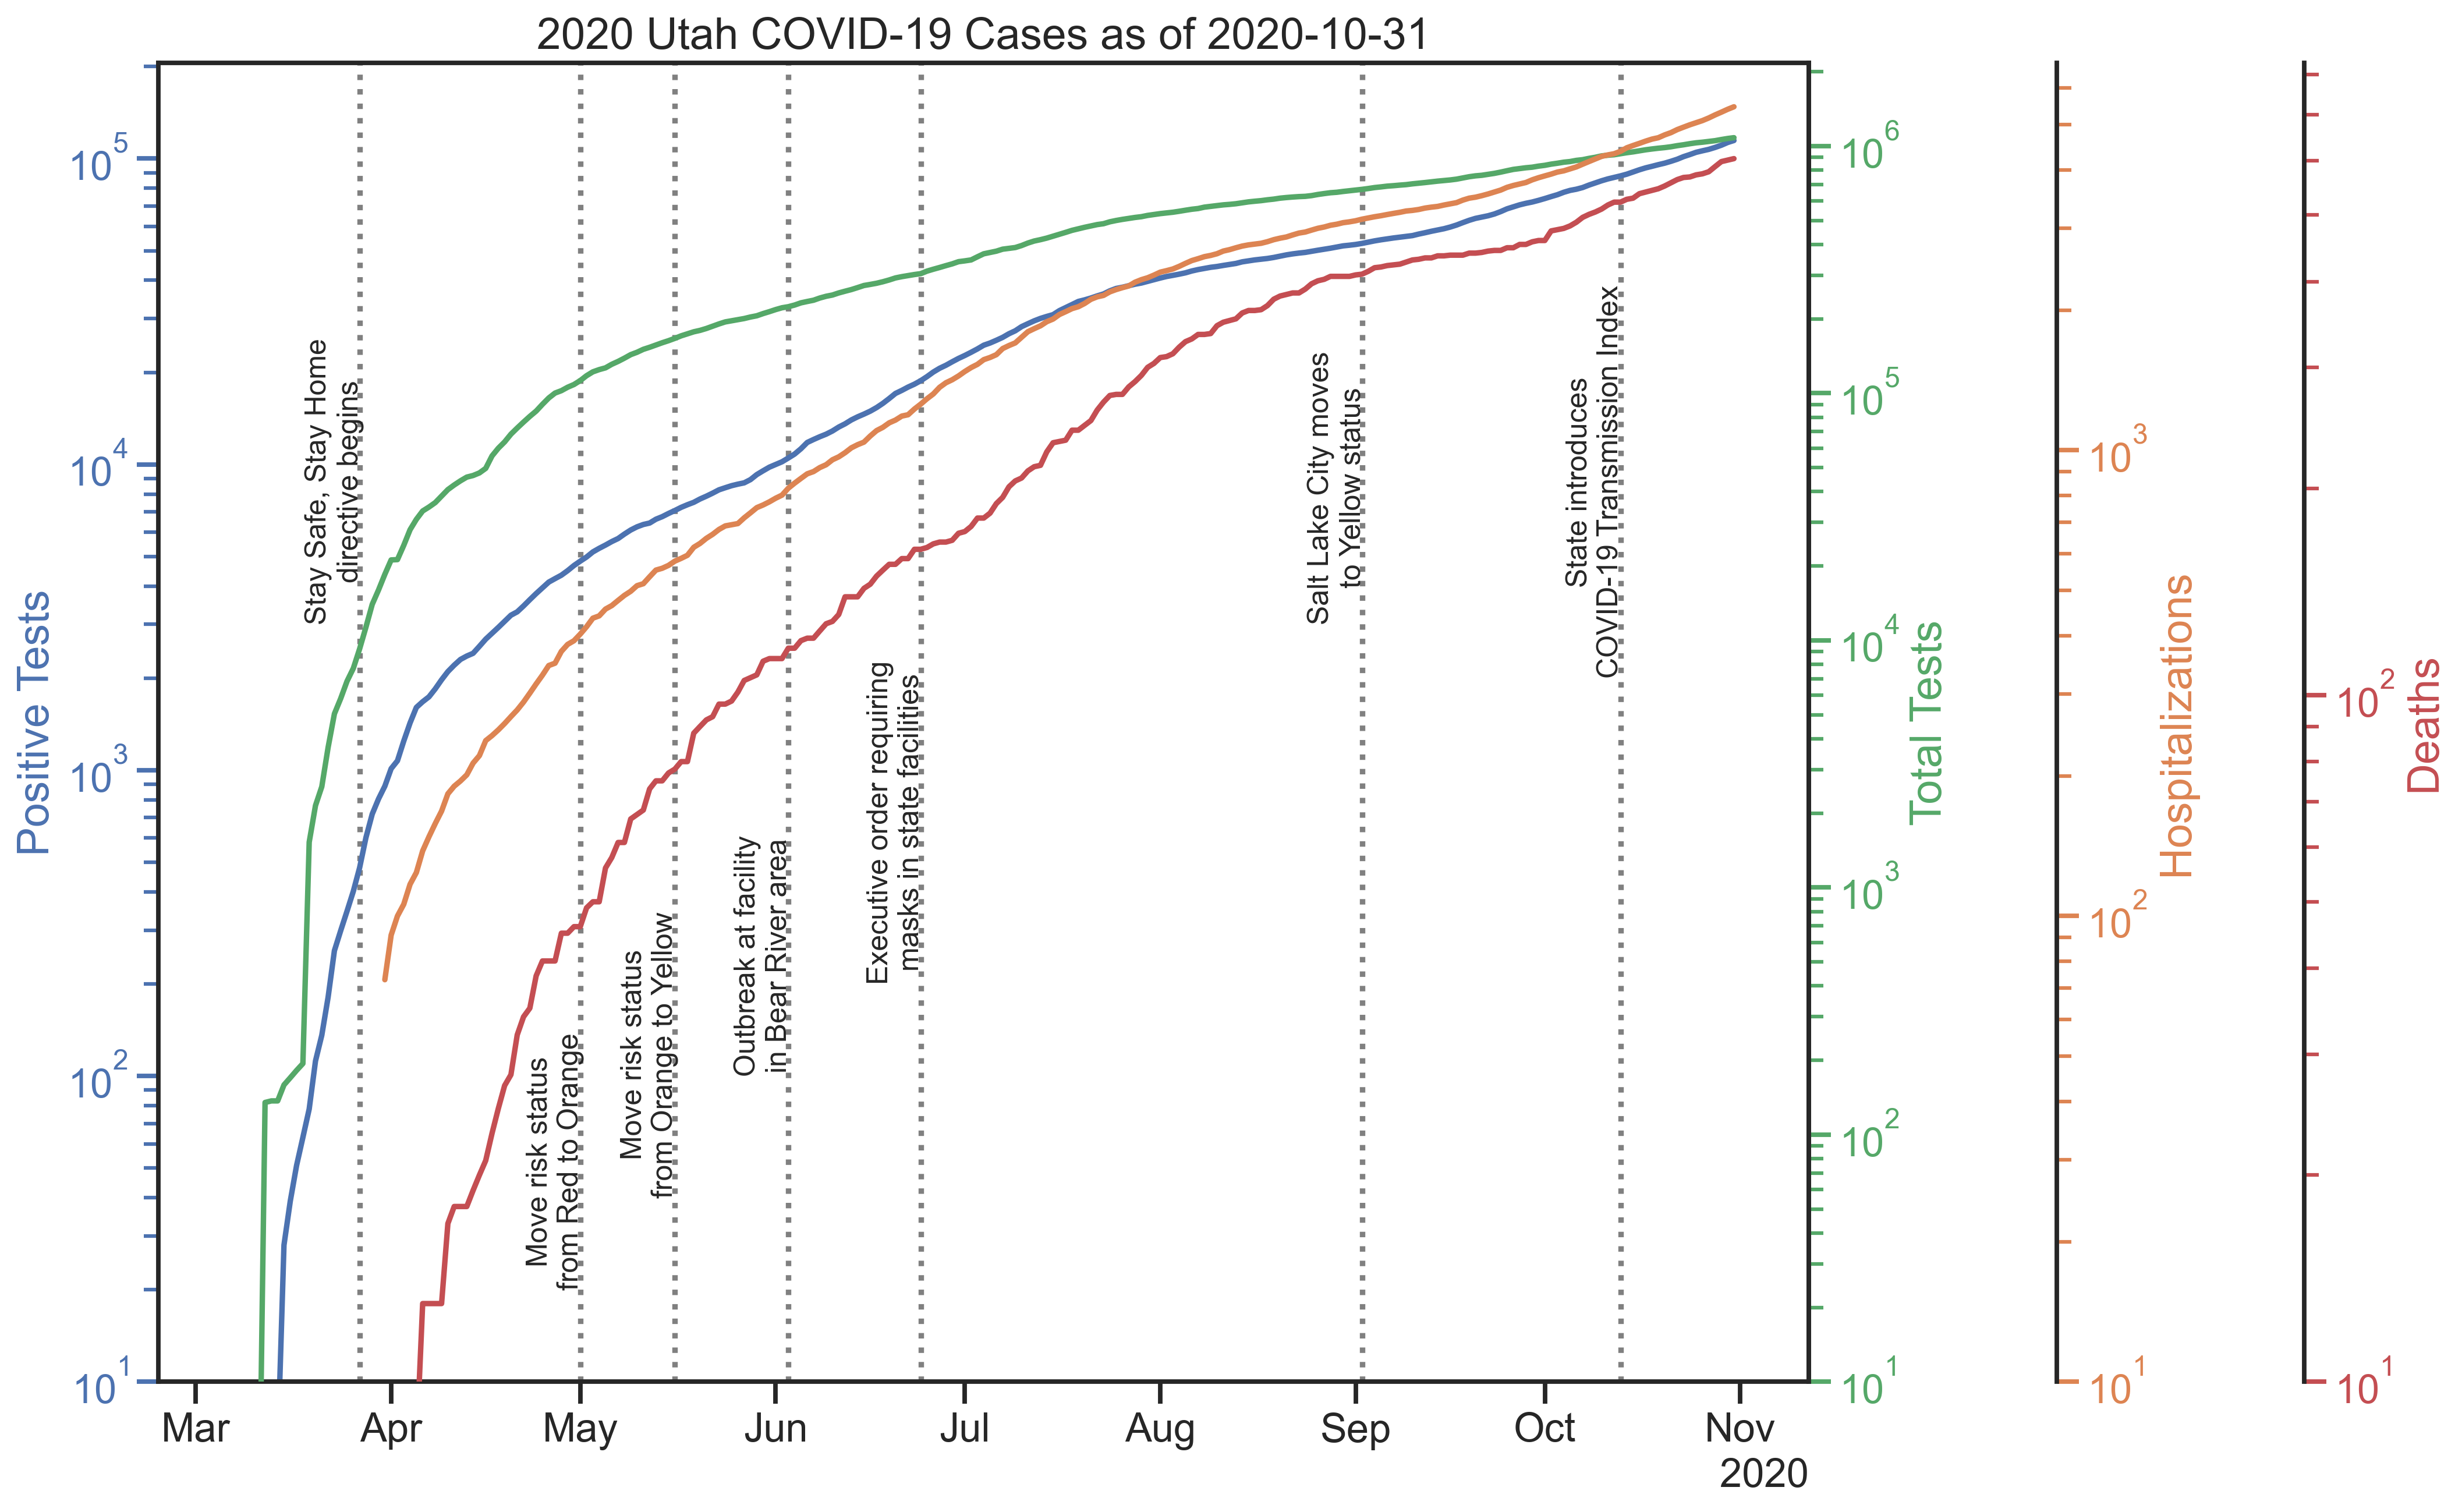 2020 Utah COVID-19 Cases as of 2020-10-31
Positive Tests
10^5
10^4
10^3
10^2
10^1
Stay Safe, Stay Home
directive begins
Move risk status
from Red to Orange
Move risk status
from Orange to Yellow
Outbreak at facility
in Bear River area
Executive order requiring
masks in state facilities
Salt Lake City moves
to Yellow status
State introduces
COVID-19 Transmission Index
10^6
10^5
10^4
10^3
10^2
10^1
Total Tests
10^3
10^2
10^1
Hospitalizations
10^2
10^1
Deaths
Mar
Apr
May
Jun
Jul
Aug
Sep
Oct
Nov
2020